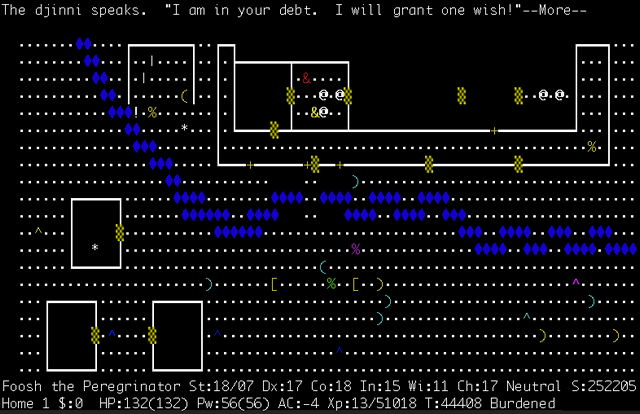 The djinni speaks.  "I am in your debt.  I will grant one wish!"--More--
Foosh the Peregrinator St:18/07 Dx:17 Co:18 In:15 Wi:11 Ch:17 Neutral S:252205
Home 1 $:0  HP:132(132) Pw:56(56) AC:-4 Xp:13/51018 T:44408 Burdened